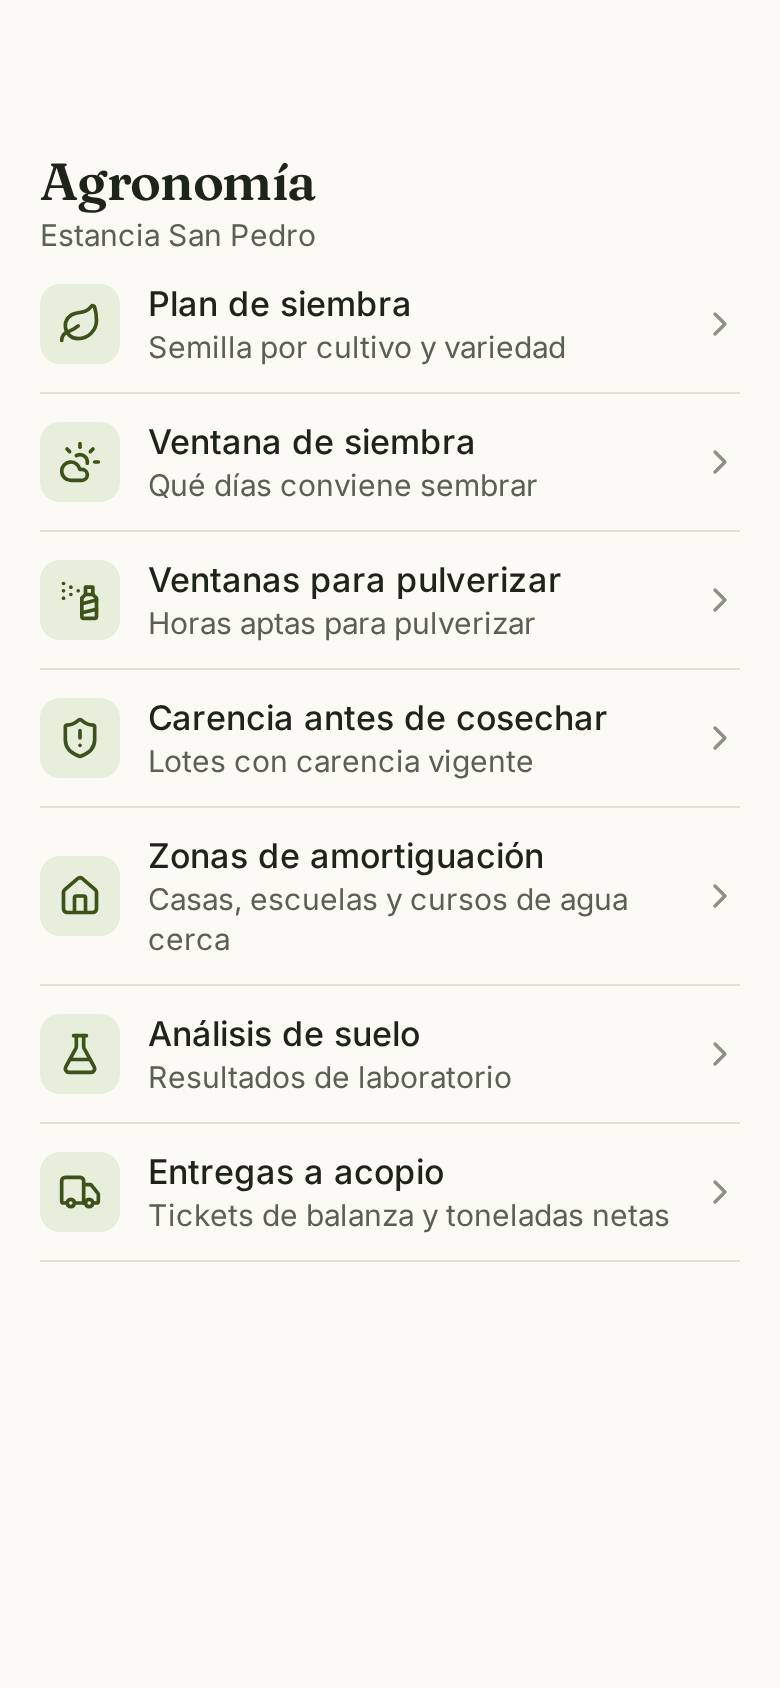 Agronomía
Estancia San Pedro
Plan de siembra
Semilla por cultivo y variedad
Ventana de siembra
Qué días conviene sembrar
Ventanas para pulverizar
Horas aptas para pulverizar
Carencia antes de cosechar
Lotes con carencia vigente
Zonas de amortiguación
Casas, escuelas y cursos de agua
cerca
Análisis de suelo
Resultados de laboratorio
Entregas a acopio
Tickets de balanza y toneladas netas